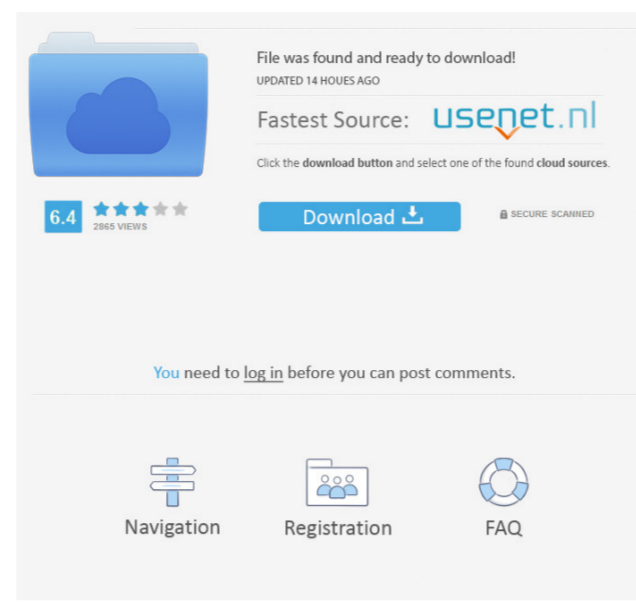 File was found and ready to download!
UPDATED 14 HOUES AGO
Fastest Source: usenet.nl
Click the download button and select one of the found cloud sources.
6.4
2865 VIEWS
Download
SECURE SCANNED
You need to log in before you can post comments.
Navigation
Registration
FAQ